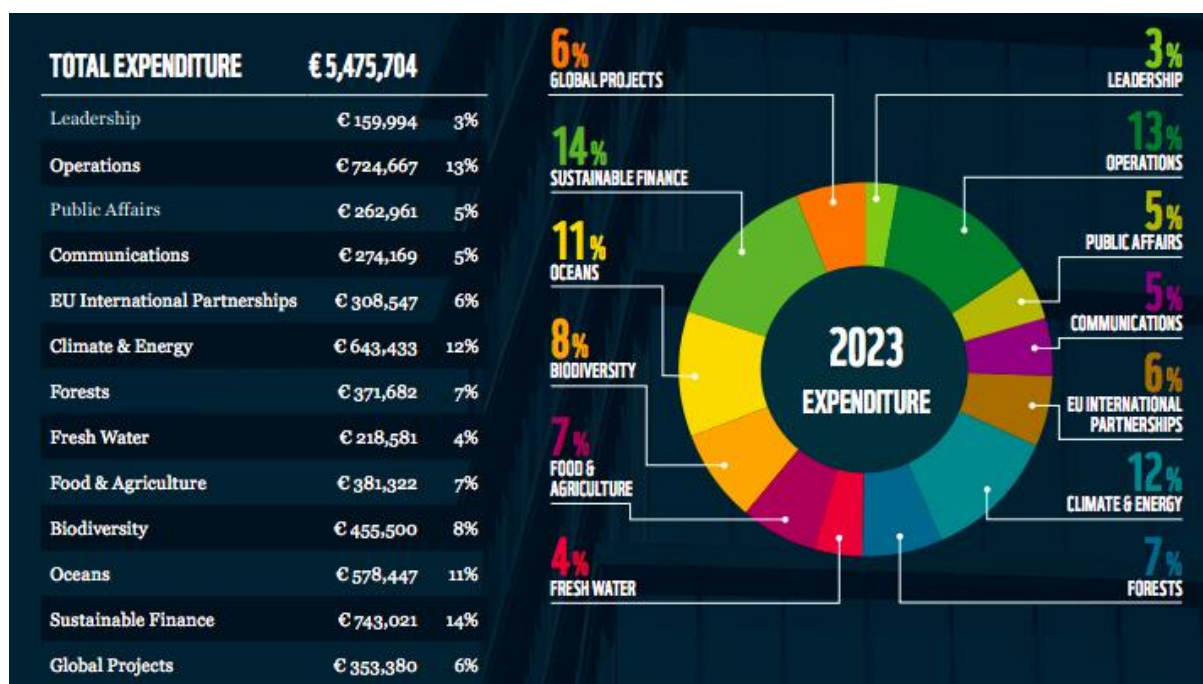 TOTAL EXPENDITURE € 5,475,704
Leadership € 159,994 3%
Operations € 724,667 13%
Public Affairs € 262,961 5%
Communications € 274,169 5%
EU International Partnerships € 308,547 6%
Climate & Energy € 643,433 12%
Forests € 371,682 7%
Fresh Water € 218,581 4%
Food & Agriculture € 381,322 7%
Biodiversity € 455,500 8%
Oceans € 578,447 11%
Sustainable Finance € 743,021 14%
Global Projects € 353,380 6%
6%
GLOBAL PROJECTS
14%
SUSTAINABLE FINANCE
11%
OCEANS
8%
BIODIVERSITY
7%
FOOD &
AGRICULTURE
4%
FRESH WATER
2023
EXPENDITURE
3%
LEADERSHIP
13%
OPERATIONS
5%
PUBLIC AFFAIRS
5%
COMMUNICATIONS
6%
EU INTERNATIONAL
PARTNERSHIPS
12%
CLIMATE & ENERGY
7%
FORESTS